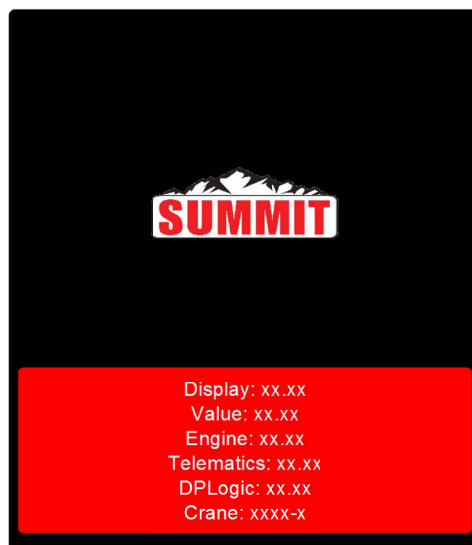 SUMMIT
Display: xx.xx
Value: xx.xx
Engine: xx.xx
Telematics: xx.xx
DPLogic: xx.xx
Crane: xxxx-x